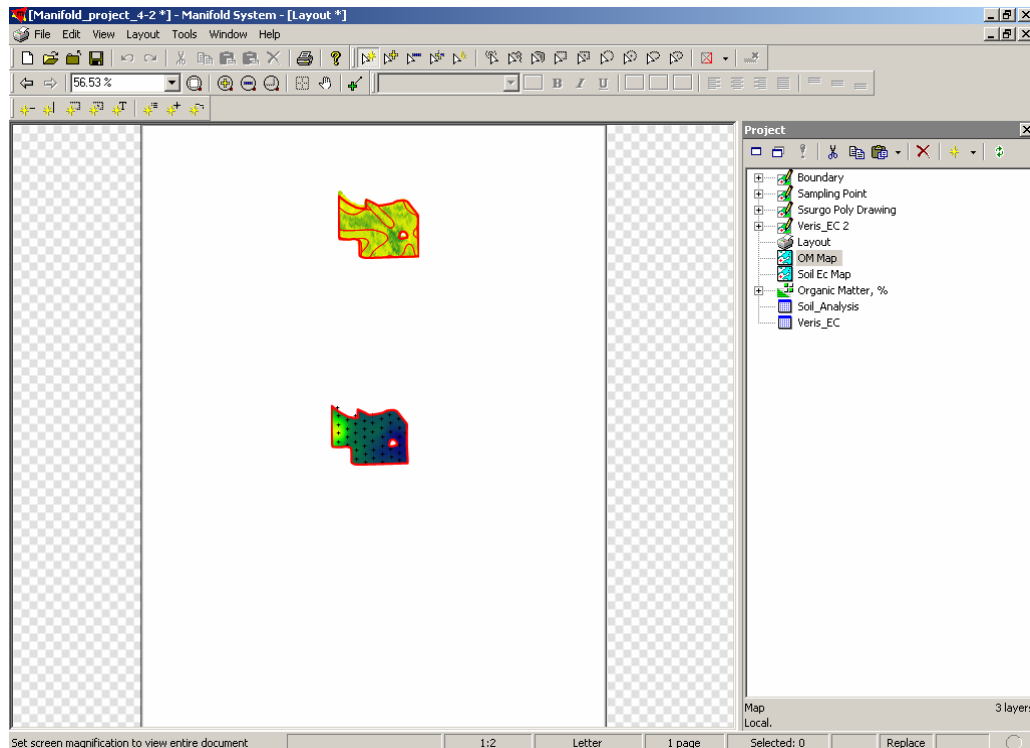 [Manifold_project_4-2 *] - Manifold System - [Layout *]
File Edit View Layout Tools Window Help
56.53 %
B I U
Project
Boundary
Sampling Point
Ssurgo Poly Drawing
Veris_EC 2
Layout
OM Map
Soil Ec Map
Organic Matter, %
Soil_Analysis
Veris_EC
Map 3 layers
Local.
Set screen magnification to view entire document 1:2 Letter 1 page Selected: 0 Replace